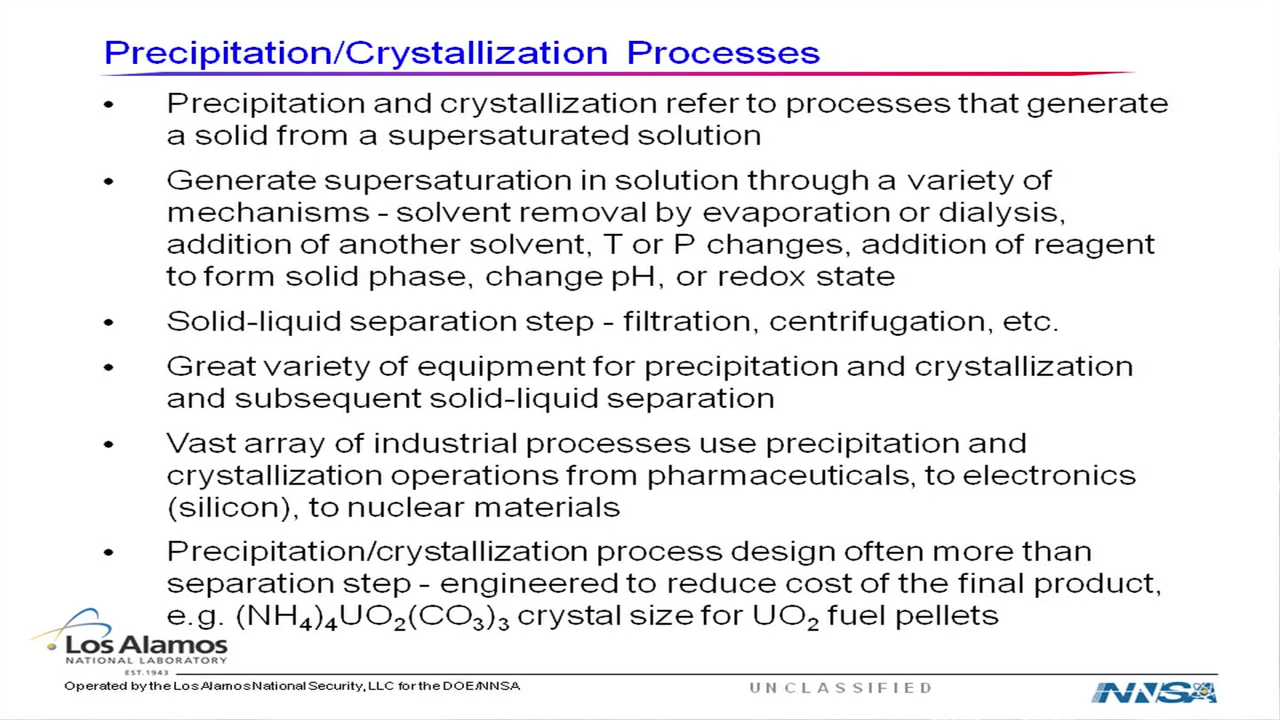 Precipitation/Crystallization Processes
• Precipitation and crystallization refer to processes that generate
a solid from a supersaturated solution
• Generate supersaturation in solution through a variety of
mechanisms - solvent removal by evaporation or dialysis,
addition of another solvent, T or P changes, addition of reagent
to form solid phase, change pH, or redox state
• Solid-liquid separation step - filtration, centrifugation, etc.
• Great variety of equipment for precipitation and crystallization
and subsequent solid-liquid separation
• Vast array of industrial processes use precipitation and
crystallization operations from pharmaceuticals, to electronics
(silicon), to nuclear materials
• Precipitation/crystallization process design often more than
separation step - engineered to reduce cost of the final product,
e.g. (NH₄)₄UO₂(CO₃)₃ crystal size for UO₂ fuel pellets
Los Alamos
NATIONAL LABORATORY
EST. 1943
Operated by the Los Alamos National Security, LLC for the DOE/NNSA
UNCLASSIFIED
NNSA